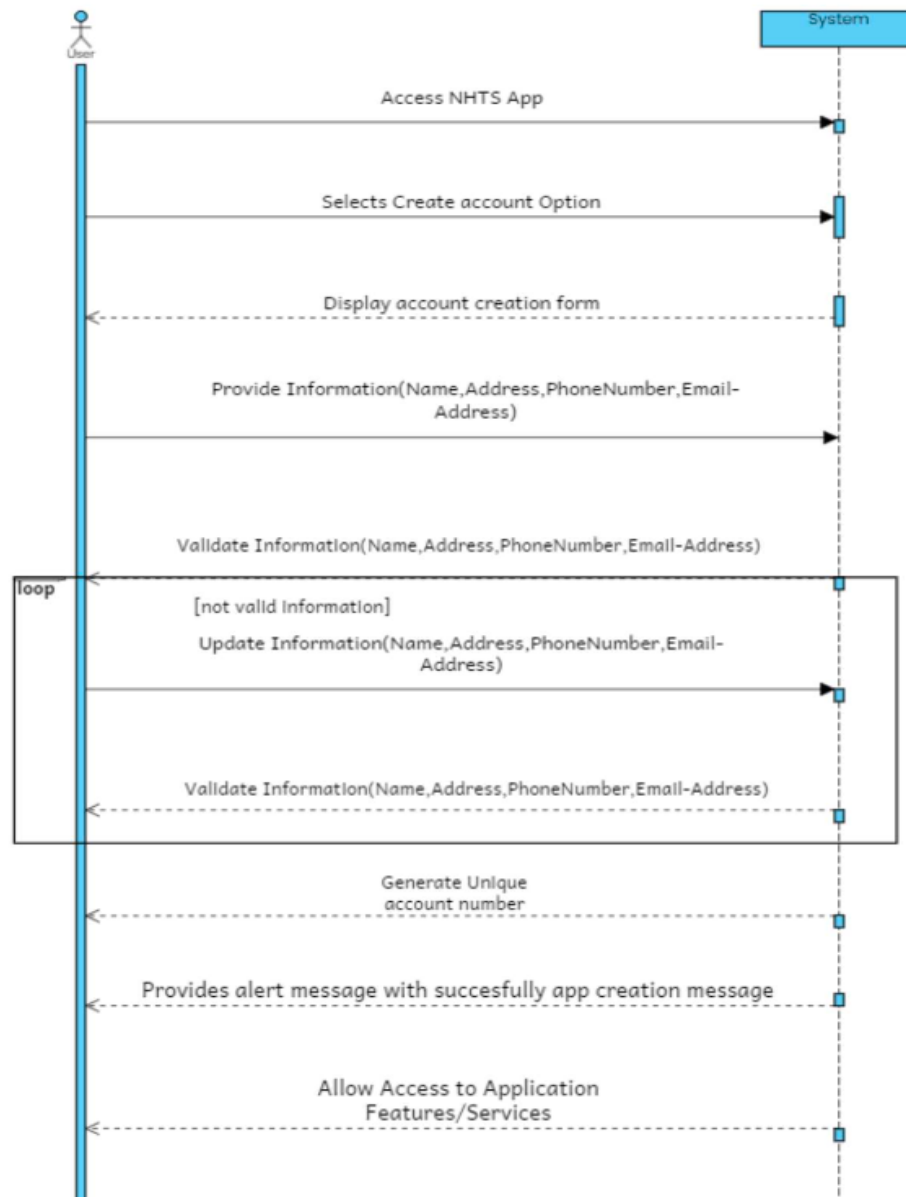 User
System
Access NHTS App
Selects Create account Option
Display account creation form
Provide Information(Name,Address,PhoneNumber,Email-
Address)
Validate Information(Name,Address,PhoneNumber,Email-Address)
loop
[not valid Information]
Update Information(Name,Address,PhoneNumber,Email-
Address)
Validate Information(Name,Address,PhoneNumber,Email-Address)
Generate Unique
account number
Provides alert message with succesfully app creation message
Allow Access to Application
Features/Services